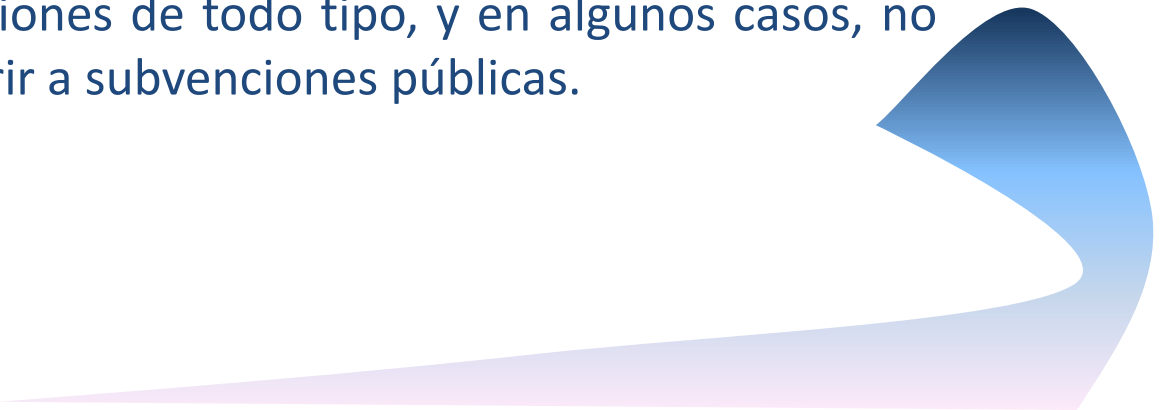 iones de todo tipo, y en algunos casos, no
rir a subvenciones públicas.